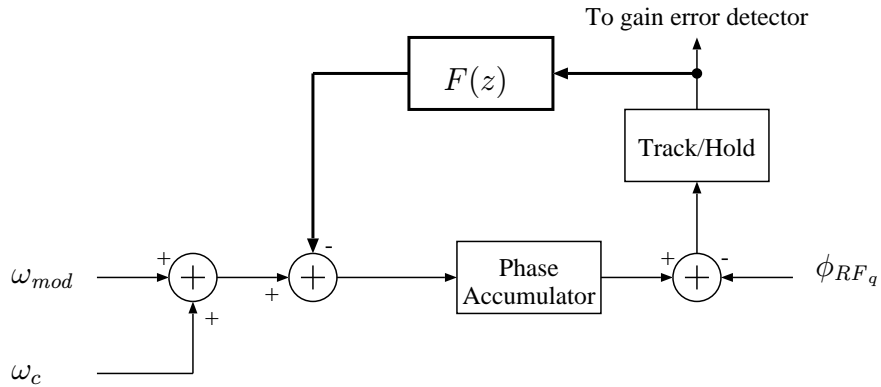 To gain error detector
F(z)
Track/Hold
-
+
+
+
+
-
ω_mod
Phase
Accumulator
ϕ_RF_q
ω_c